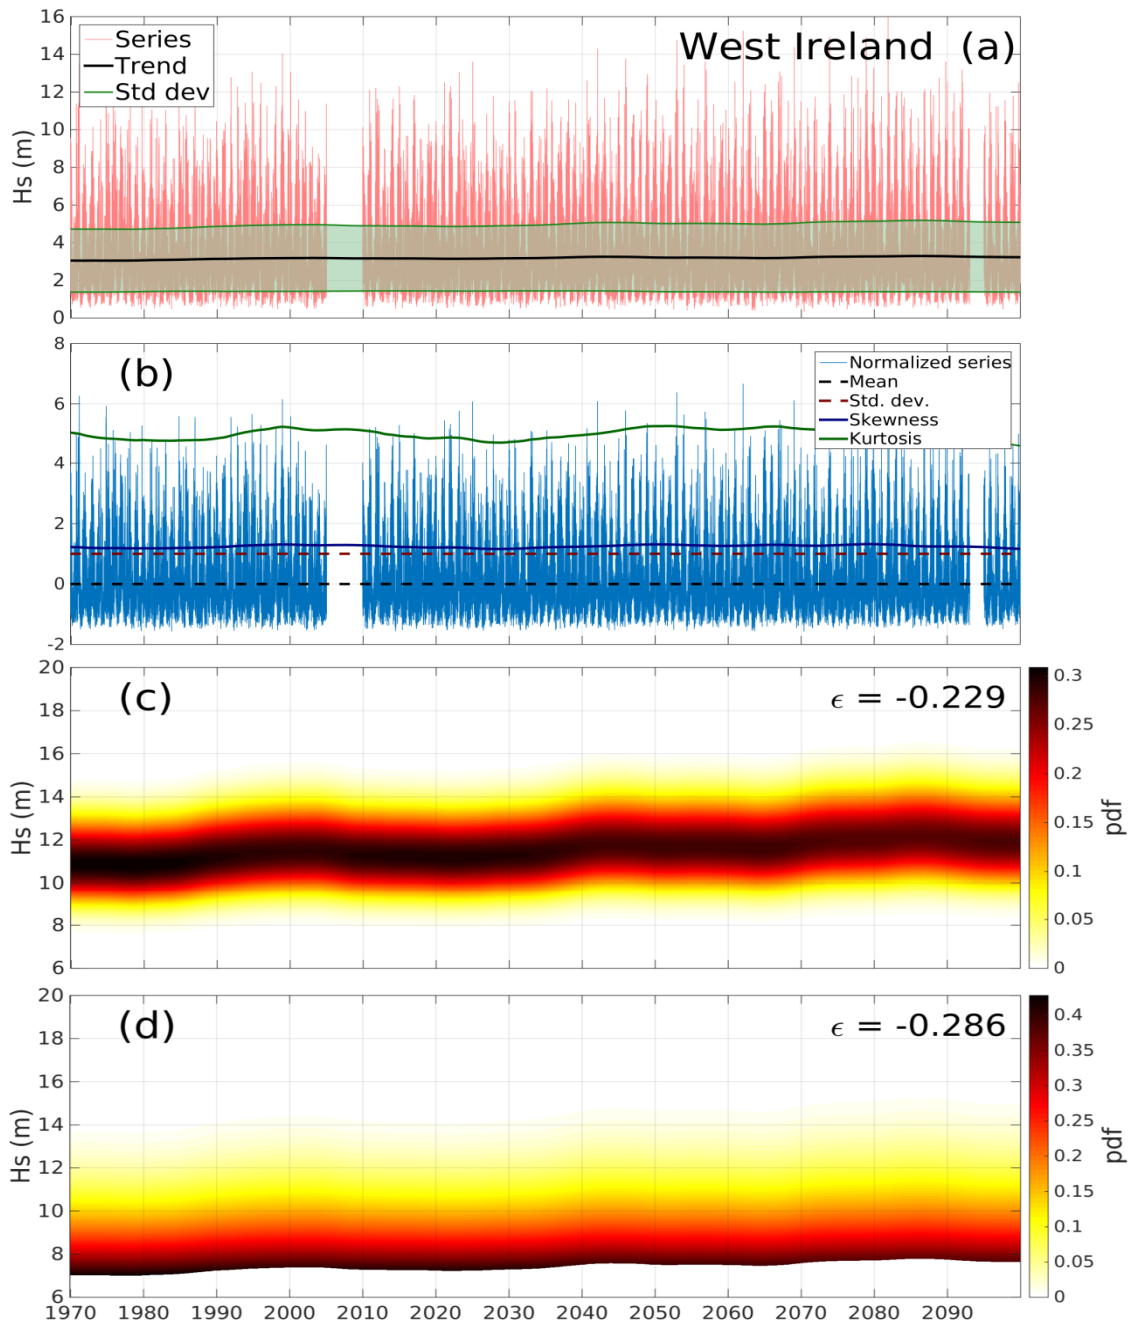 West Ireland (a)
Series
Trend
Std dev
Hs (m)
16
14
12
10
8
6
4
2
0
(b)
Normalized series
Mean
Std. dev.
Skewness
Kurtosis
8
6
4
2
0
-2
(c)
ϵ = -0.229
Hs (m)
20
18
16
14
12
10
8
6
0.3
0.25
0.2
0.15
0.1
0.05
0
pdf
(d)
ϵ = -0.286
Hs (m)
20
18
16
14
12
10
8
6
0.4
0.35
0.3
0.25
0.2
0.15
0.1
0.05
0
pdf
1970 1980 1990 2000 2010 2020 2030 2040 2050 2060 2070 2080 2090